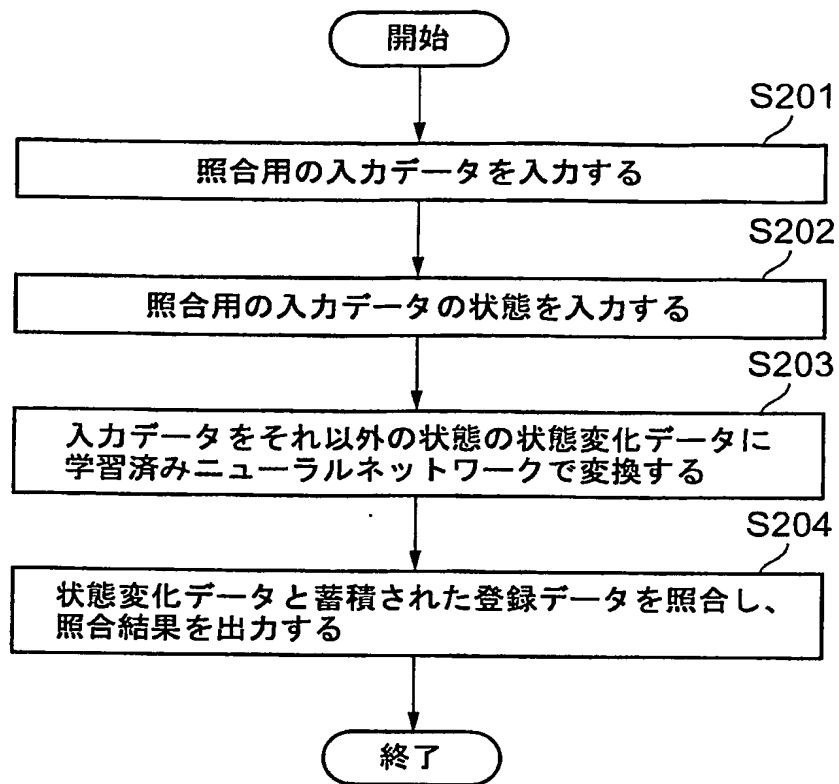 開始
S201
照合用の入力データを入力する
S202
照合用の入力データの状態を入力する
S203
入力データをそれ以外の状態の状態変化データに
学習済みニューラルネットワークで変換する
S204
状態変化データと蓄積された登録データを照合し、
照合結果を出力する
終了